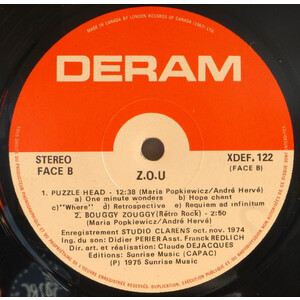 MADE IN CANADA BY LONDON RECORDS OF CANADA (1967) LTD.
DERAM
STEREO
FACE B
Z.O.U
XDEF. 122
(FACE B)
1. PUZZLE HEAD - 12:38 (Maria Popkiewicz/André Hervé)
a) One minute wonders b) Hope chent
c)"Where" d) Retrospective e) Requiem ad infinitum
2. BOUGGY ZOUGGY(Rétro Rock) - 2:50
(Maria Popkiewicz/André Hervé)
Enregistrement STUDIO CLARENS oct. nov. 1974
Ing. du son: Didier PERIER Asst. Franck REDLICH
Dir. art. et réalisation: Claude DEJACQUES
Editions: Sunrise Music (CAPAC)
(P) 1975 Sunrise Music